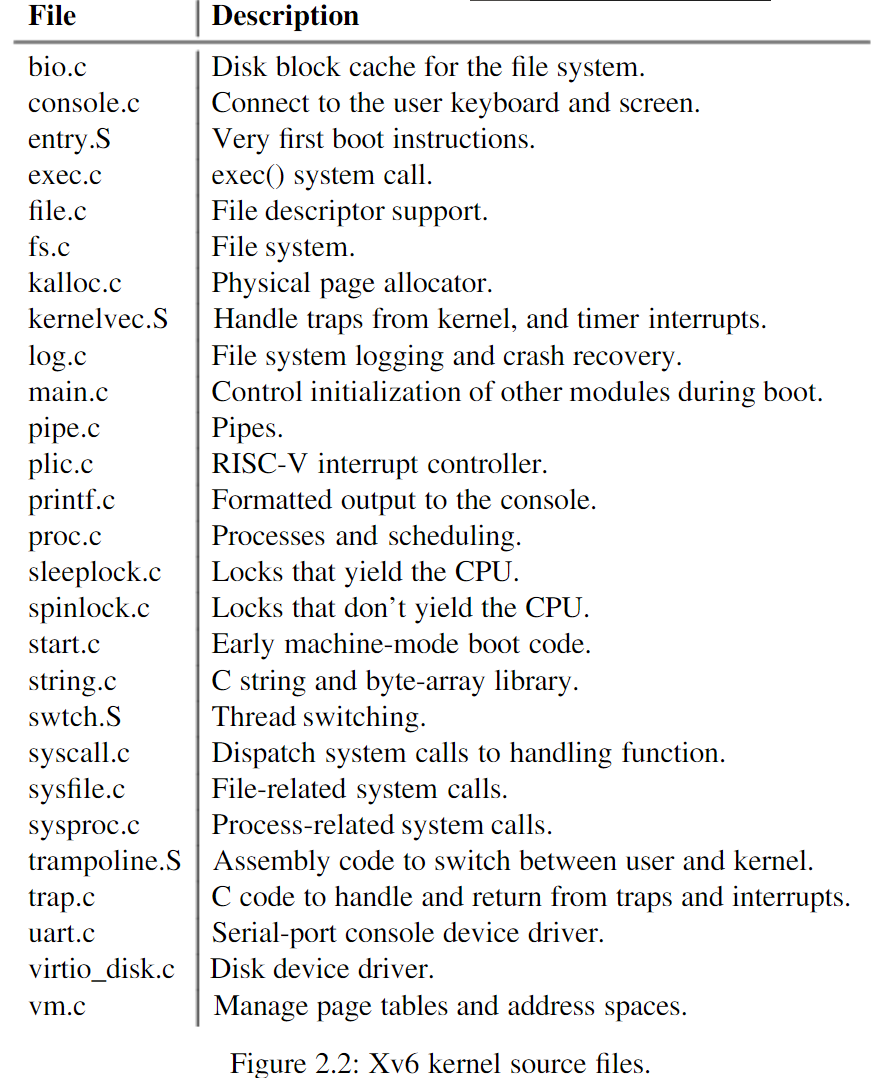 File Description
bio.c Disk block cache for the file system.
console.c Connect to the user keyboard and screen.
entry.S Very first boot instructions.
exec.c exec() system call.
file.c File descriptor support.
fs.c File system.
kalloc.c Physical page allocator.
kernelvec.S Handle traps from kernel, and timer interrupts.
log.c File system logging and crash recovery.
main.c Control initialization of other modules during boot.
pipe.c Pipes.
plic.c RISC-V interrupt controller.
printf.c Formatted output to the console.
proc.c Processes and scheduling.
sleeplock.c Locks that yield the CPU.
spinlock.c Locks that don’t yield the CPU.
start.c Early machine-mode boot code.
string.c C string and byte-array library.
swtch.S Thread switching.
syscall.c Dispatch system calls to handling function.
sysfile.c File-related system calls.
sysproc.c Process-related system calls.
trampoline.S Assembly code to switch between user and kernel.
trap.c C code to handle and return from traps and interrupts.
uart.c Serial-port console device driver.
virtio_disk.c Disk device driver.
vm.c Manage page tables and address spaces.
Figure 2.2: Xv6 kernel source files.